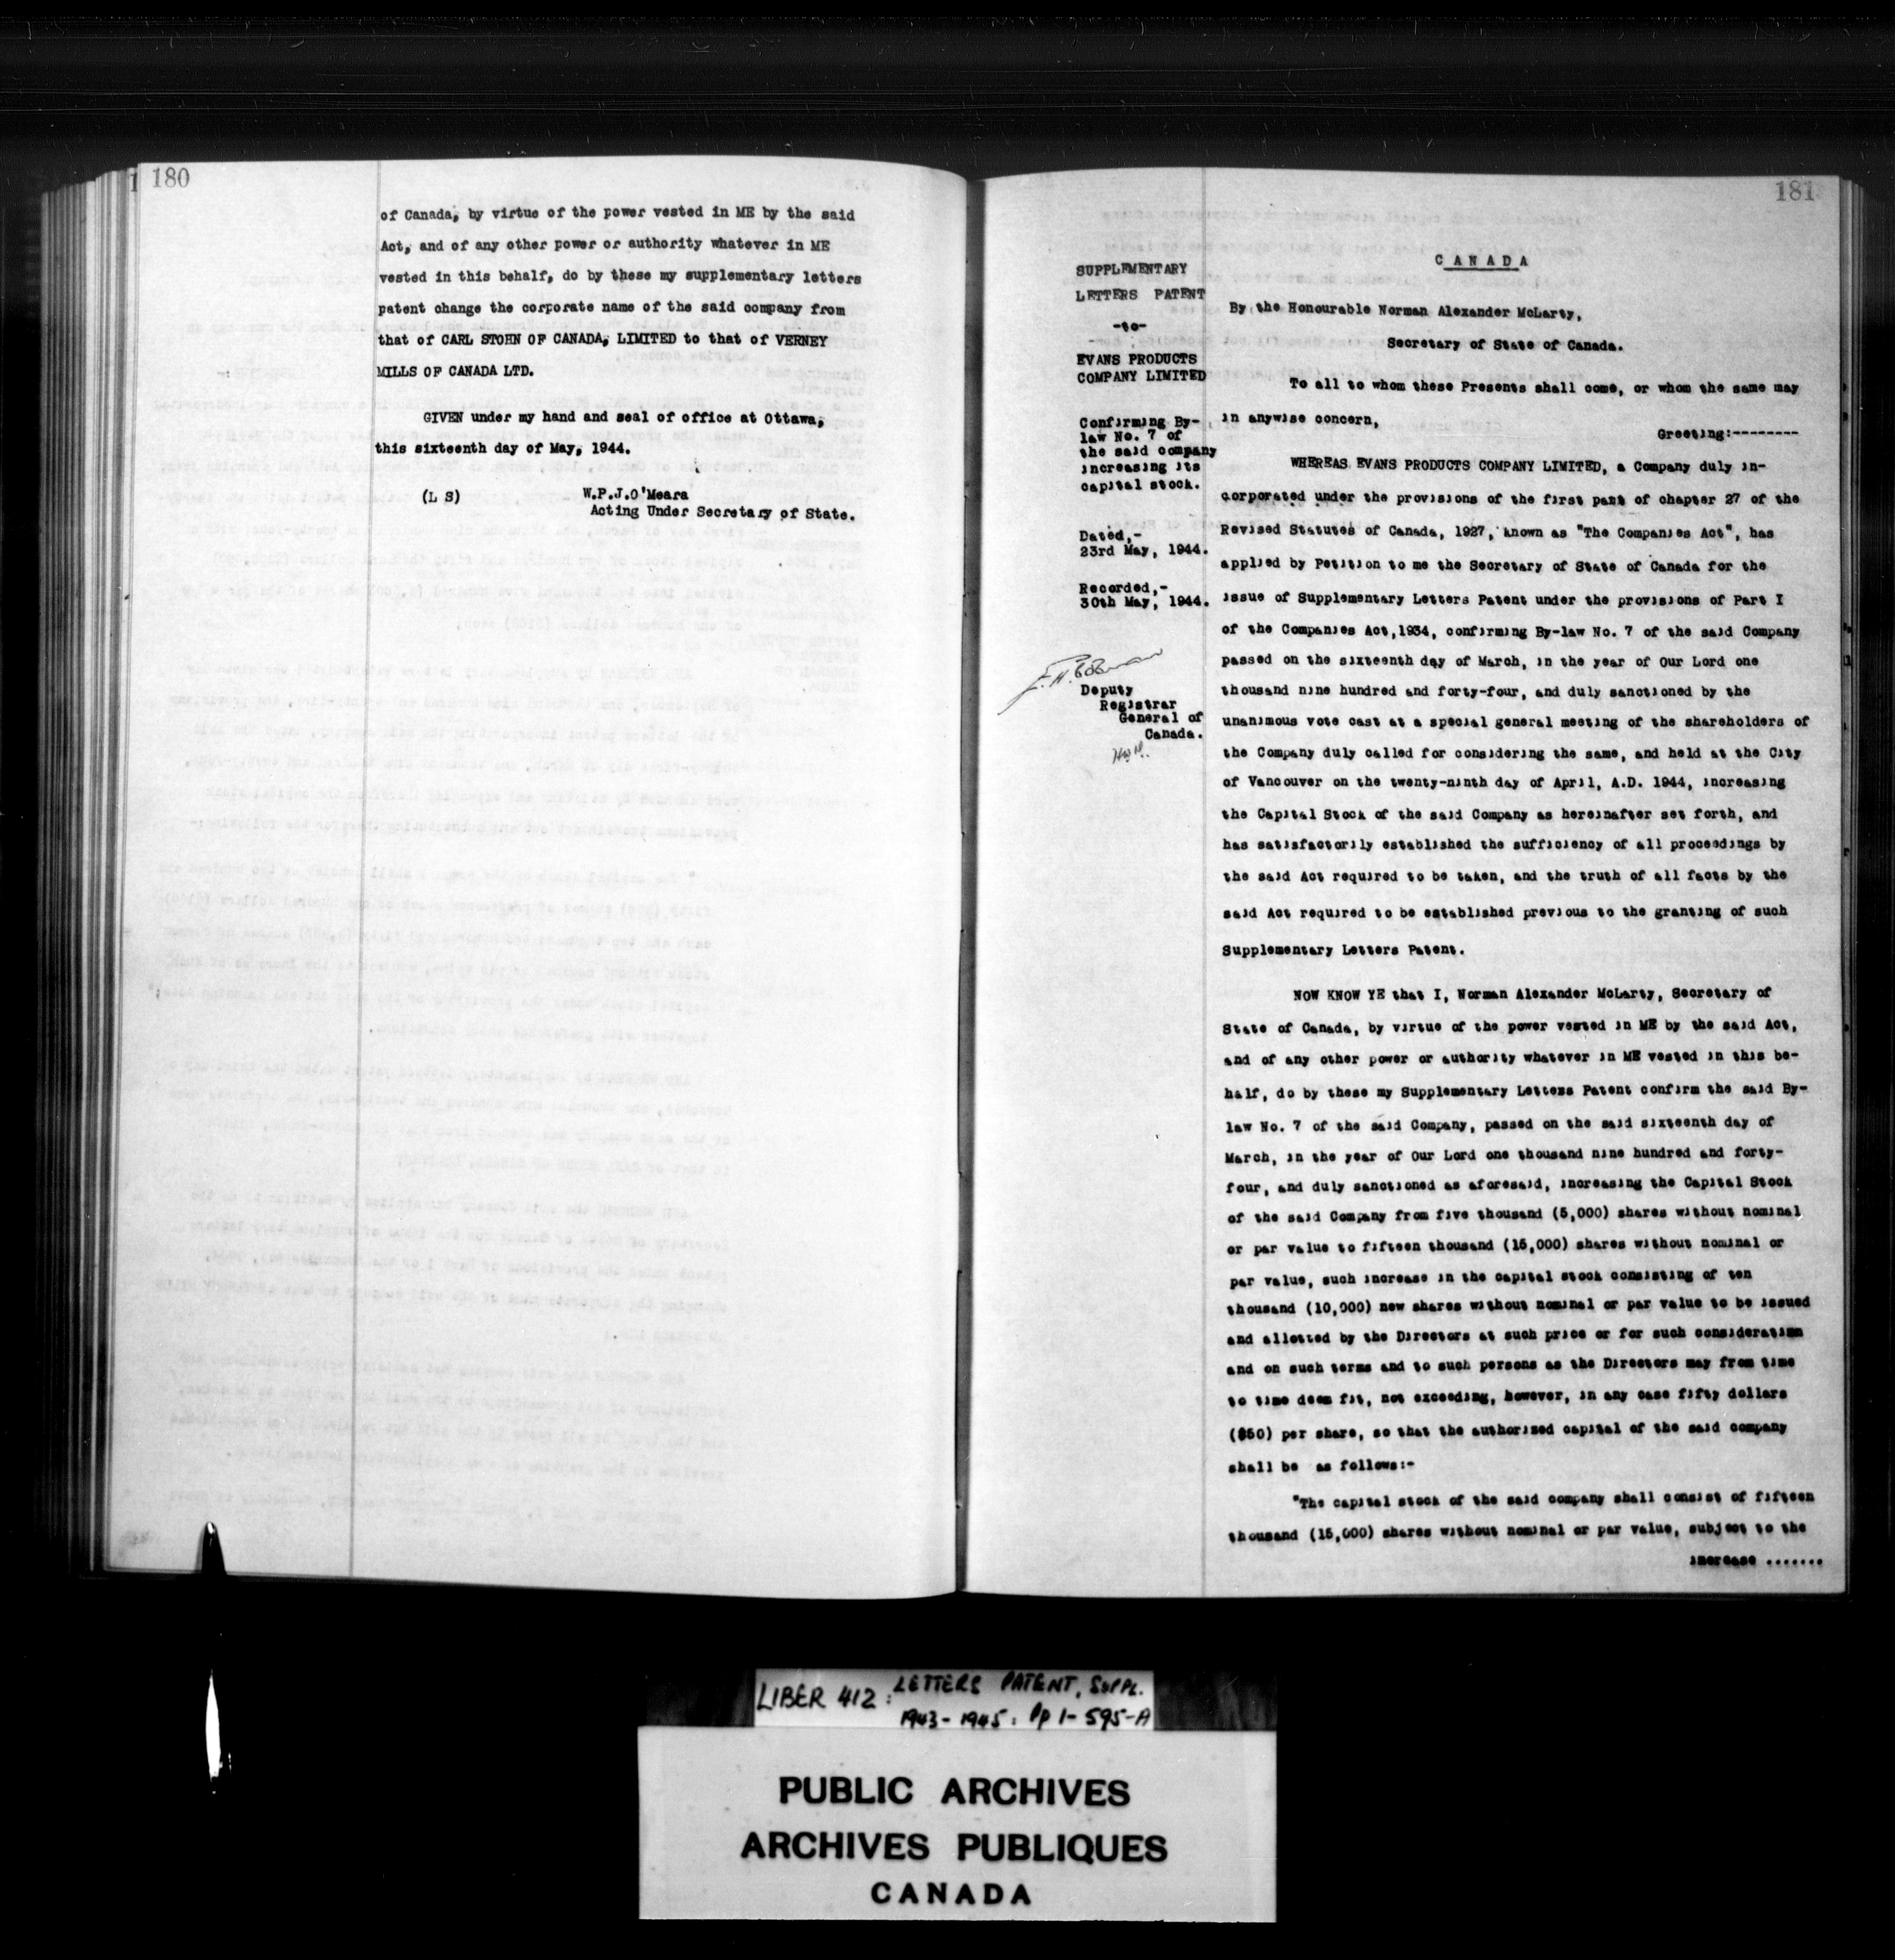 180
of Canada, by virtue of the power vested in ME by the said
Act, and of any other power or authority whatever in ME
vested in this behalf, do by these my supplementary letters
patent change the corporate name of the said company from
that of CARL STOHN OF CANADA, LIMITED to that of VERNEY
MILLS OF CANADA LTD.
GIVEN under my hand and seal of office at Ottawa,
this sixteenth day of May, 1944.
(L S) W.P.J.O'Meara
Acting Under Secretary of State.
181
SUPPLEMENTARY
LETTERS PATENT
-to-
EVANS PRODUCTS
COMPANY LIMITED
Confirming By-
law No. 7 of
the said company
increasing its
capital stock.
Dated,-
23rd May, 1944.
Recorded,-
30th May, 1944.
Deputy
Registrar
General of
Canada.
CANADA
By the Honourable Norman Alexander McLarty,
Secretary of State of Canada.
To all to whom these Presents shall come, or whom the same may
in anywise concern,
Greeting:--------
WHEREAS EVANS PRODUCTS COMPANY LIMITED, a Company duly in-
corporated under the provisions of the first part of chapter 27 of the
Revised Statutes of Canada, 1927, known as "The Companies Act", has
applied by Petition to me the Secretary of State of Canada for the
issue of Supplementary Letters Patent under the provisions of Part I
of the Companies Act,1934, confirming By-law No. 7 of the said Company
passed on the sixteenth day of March, in the year of Our Lord one
thousand nine hundred and forty-four, and duly sanctioned by the
unanimous vote cast at a special general meeting of the shareholders of
the Company duly called for considering the same, and held at the City
of Vancouver on the twenty-ninth day of April, A.D. 1944, increasing
the Capital Stock of the said Company as hereinafter set forth, and
has satisfactorily established the sufficiency of all proceedings by
the said Act required to be taken, and the truth of all facts by the
said Act required to be established previous to the granting of such
Supplementary Letters Patent.
NOW KNOW YE that I, Norman Alexander McLarty, Secretary of
State of Canada, by virtue of the power vested in ME by the said Act,
and of any other power or authority whatever in ME vested in this be-
half, do by these my Supplementary Letters Patent confirm the said By-
law No. 7 of the said Company, passed on the said sixteenth day of
March, in the year of Our Lord one thousand nine hundred and forty-
four, and duly sanctioned as aforesaid, increasing the Capital Stock
of the said Company from five thousand (5,000) shares without nominal
or par value to fifteen thousand (15,000) shares without nominal or
par value, such increase in the capital stock consisting of ten
thousand (10,000) new shares without nominal or par value to be issued
and allotted by the Directors at such price or for such consideration
and on such terms and to such persons as the Directors may from time
to time deem fit, not exceeding, however, in any case fifty dollars
($50) per share, so that the authorized capital of the said company
shall be as follows:-
"The capital stock of the said company shall consist of fifteen
thousand (15,000) shares without nominal or par value, subject to the
increase .......
LIBER 412: LETTERS PATENT, SUPPL.
1943-1945: Pp 1-595-A
PUBLIC ARCHIVES
ARCHIVES PUBLIQUES
CANADA